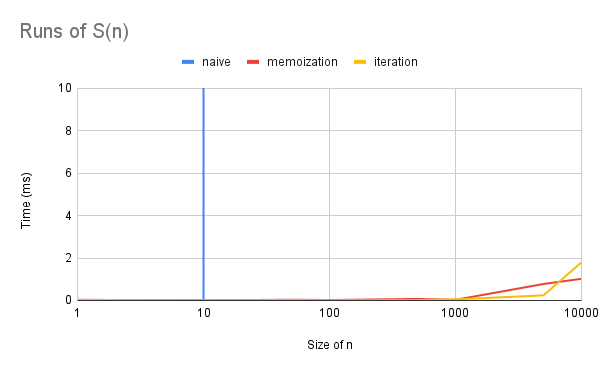 Runs of S(n)
naive memoization iteration
10
8
6
4
2
0
Time (ms)
1 10 100 1000 10000
Size of n